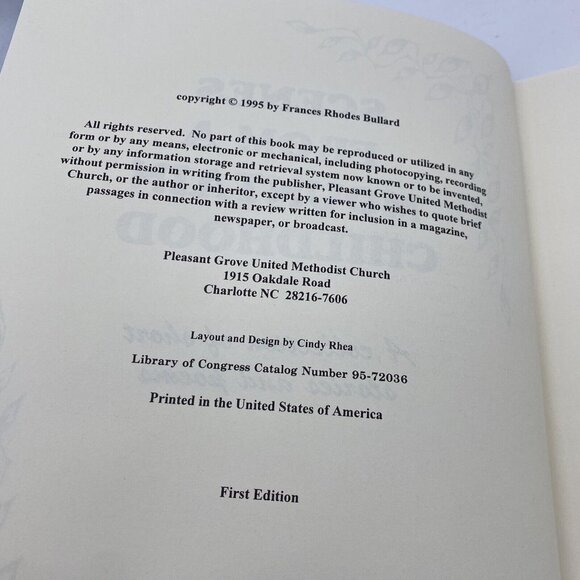 copyright © 1995 by Frances Rhodes Bullard
All rights reserved. No part of this book may be reproduced or utilized in any
form or by any means, electronic or mechanical, including photocopying, recording
or by any information storage and retrieval system now known or to be invented,
without permission in writing from the publisher, Pleasant Grove United Methodist
Church, or the author or inheritor, except by a viewer who wishes to quote brief
passages in connection with a review written for inclusion in a magazine,
newspaper, or broadcast.
Pleasant Grove United Methodist Church
1915 Oakdale Road
Charlotte NC 28216-7606
Layout and Design by Cindy Rhea
Library of Congress Catalog Number 95-72036
Printed in the United States of America
First Edition